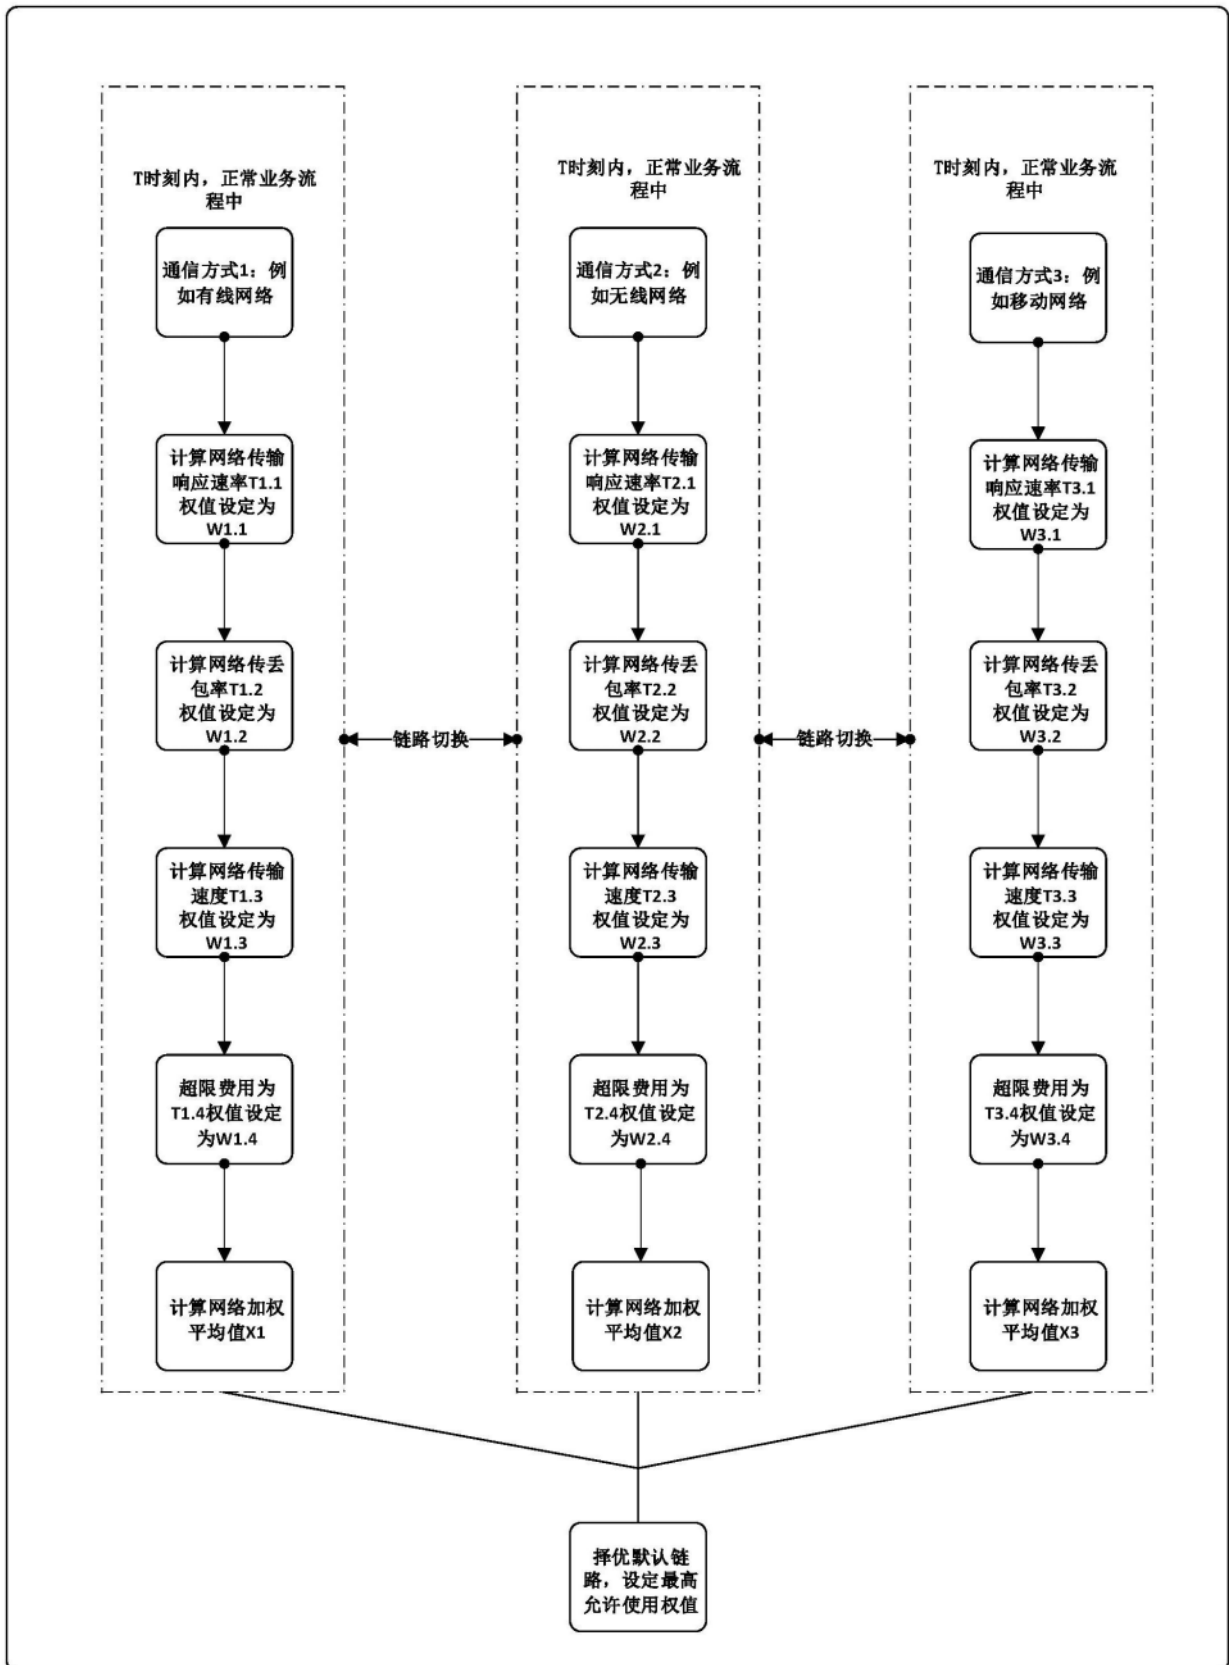 T时刻内，正常业务流
程中
通信方式1：例
如有线网络
计算网络传输
响应速率T1.1
权值设定为
W1.1
计算网络传丢
包率T1.2
权值设定为
W1.2
计算网络传输
速度T1.3
权值设定为
W1.3
超限费用为
T1.4权值设定
为W1.4
计算网络加权
平均值X1
链路切换
T时刻内，正常业务流
程中
通信方式2：例
如无线网络
计算网络传输
响应速率T2.1
权值设定为
W2.1
计算网络传丢
包率T2.2
权值设定为
W2.2
计算网络传输
速度T2.3
权值设定为
W2.3
超限费用为
T2.4权值设定
为W2.4
计算网络加权
平均值X2
链路切换
T时刻内，正常业务流
程中
通信方式3：例
如移动网络
计算网络传输
响应速率T3.1
权值设定为
W3.1
计算网络传丢
包率T3.2
权值设定为
W3.2
计算网络传输
速度T3.3
权值设定为
W3.3
超限费用为
T3.4权值设定
为W3.4
计算网络加权
平均值X3
择优默认链
路，设定最高
允许使用权值